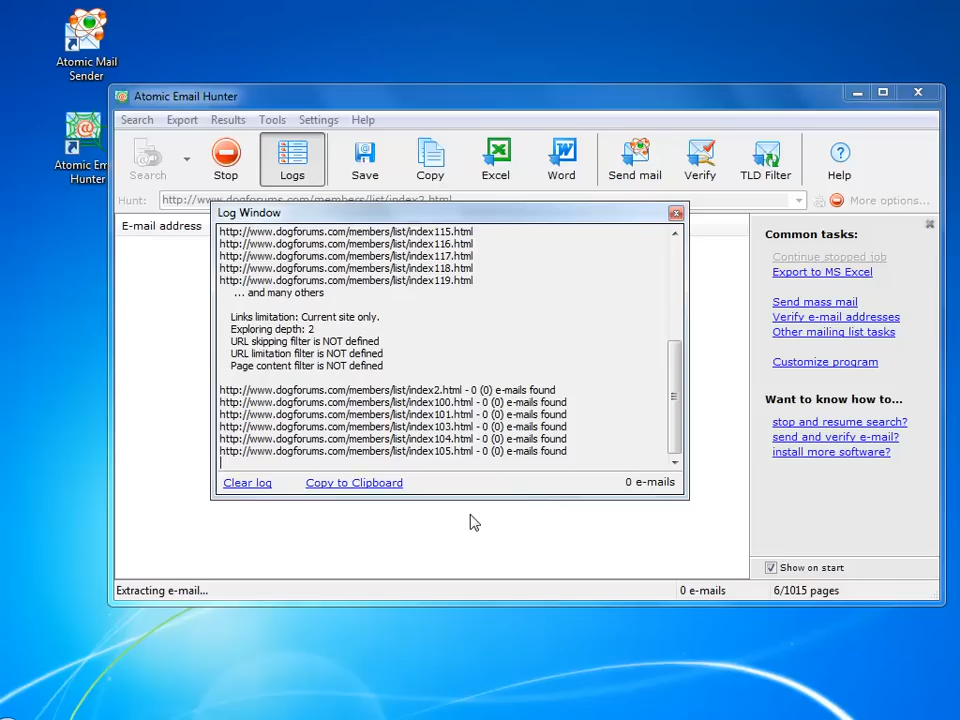 Atomic Mail
Sender
Atomic Em
Hunter
Atomic Email Hunter
Search Export Results Tools Settings Help
Search Stop Logs Save Copy Excel Word Send mail Verify TLD Filter Help
Hunt: http://www.dogforums.com/members/list/index2.html More options...
E-mail address
Log Window
http://www.dogforums.com/members/list/index115.html
http://www.dogforums.com/members/list/index116.html
http://www.dogforums.com/members/list/index117.html
http://www.dogforums.com/members/list/index118.html
http://www.dogforums.com/members/list/index119.html
... and many others
Links limitation: Current site only.
Exploring depth: 2
URL skipping filter is NOT defined
URL limitation filter is NOT defined
Page content filter is NOT defined
http://www.dogforums.com/members/list/index2.html - 0 (0) e-mails found
http://www.dogforums.com/members/list/index100.html - 0 (0) e-mails found
http://www.dogforums.com/members/list/index101.html - 0 (0) e-mails found
http://www.dogforums.com/members/list/index103.html - 0 (0) e-mails found
http://www.dogforums.com/members/list/index104.html - 0 (0) e-mails found
http://www.dogforums.com/members/list/index105.html - 0 (0) e-mails found
Clear log Copy to Clipboard 0 e-mails
Common tasks:
Continue stopped job
Export to MS Excel
Send mass mail
Verify e-mail addresses
Other mailing list tasks
Customize program
Want to know how to...
stop and resume search?
send and verify e-mail?
install more software?
Show on start
Extracting e-mail... 0 e-mails 6/1015 pages